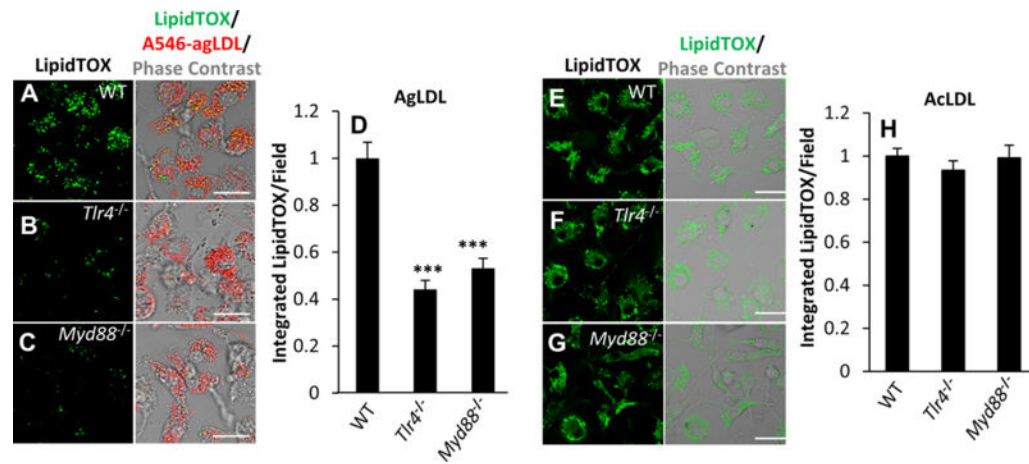 LipidTOX/
A546-agLDL/
LipidTOX Phase Contrast
A WT
B Tlr4-/-
C Myd88-/-
AgLDL
D
Integrated LipidTOX/Field
1.2
1
0.8
0.6
0.4
0.2
0
***
***
WT
Tlr4-/-
Myd88-/-
LipidTOX/
LipidTOX Phase Contrast
E WT
F Tlr4-/-
G Myd88-/-
AcLDL
H
Integrated LipidTOX/Field
1.2
1
0.8
0.6
0.4
0.2
0
WT
Tlr4-/-
Myd88-/-